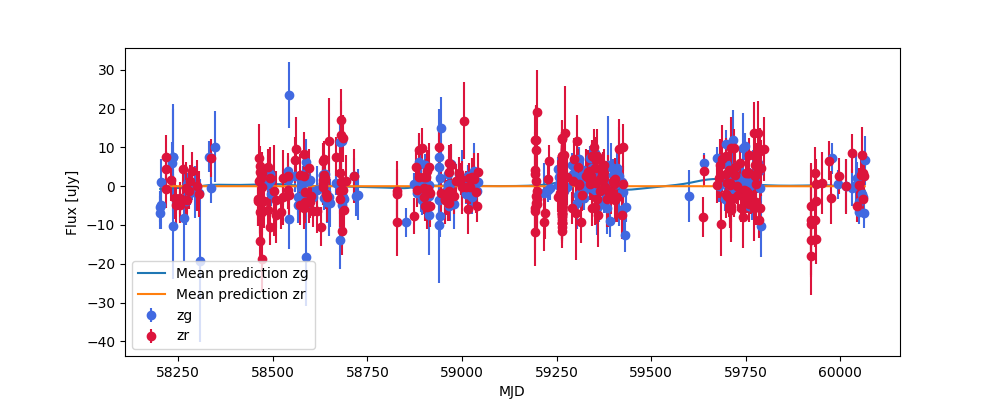 30
20
10
0
−10
−20
−30
−40
Flux [uJy]
Mean prediction zg
Mean prediction zr
zg
zr
58250 58500 58750 59000 59250 59500 59750 60000
MJD